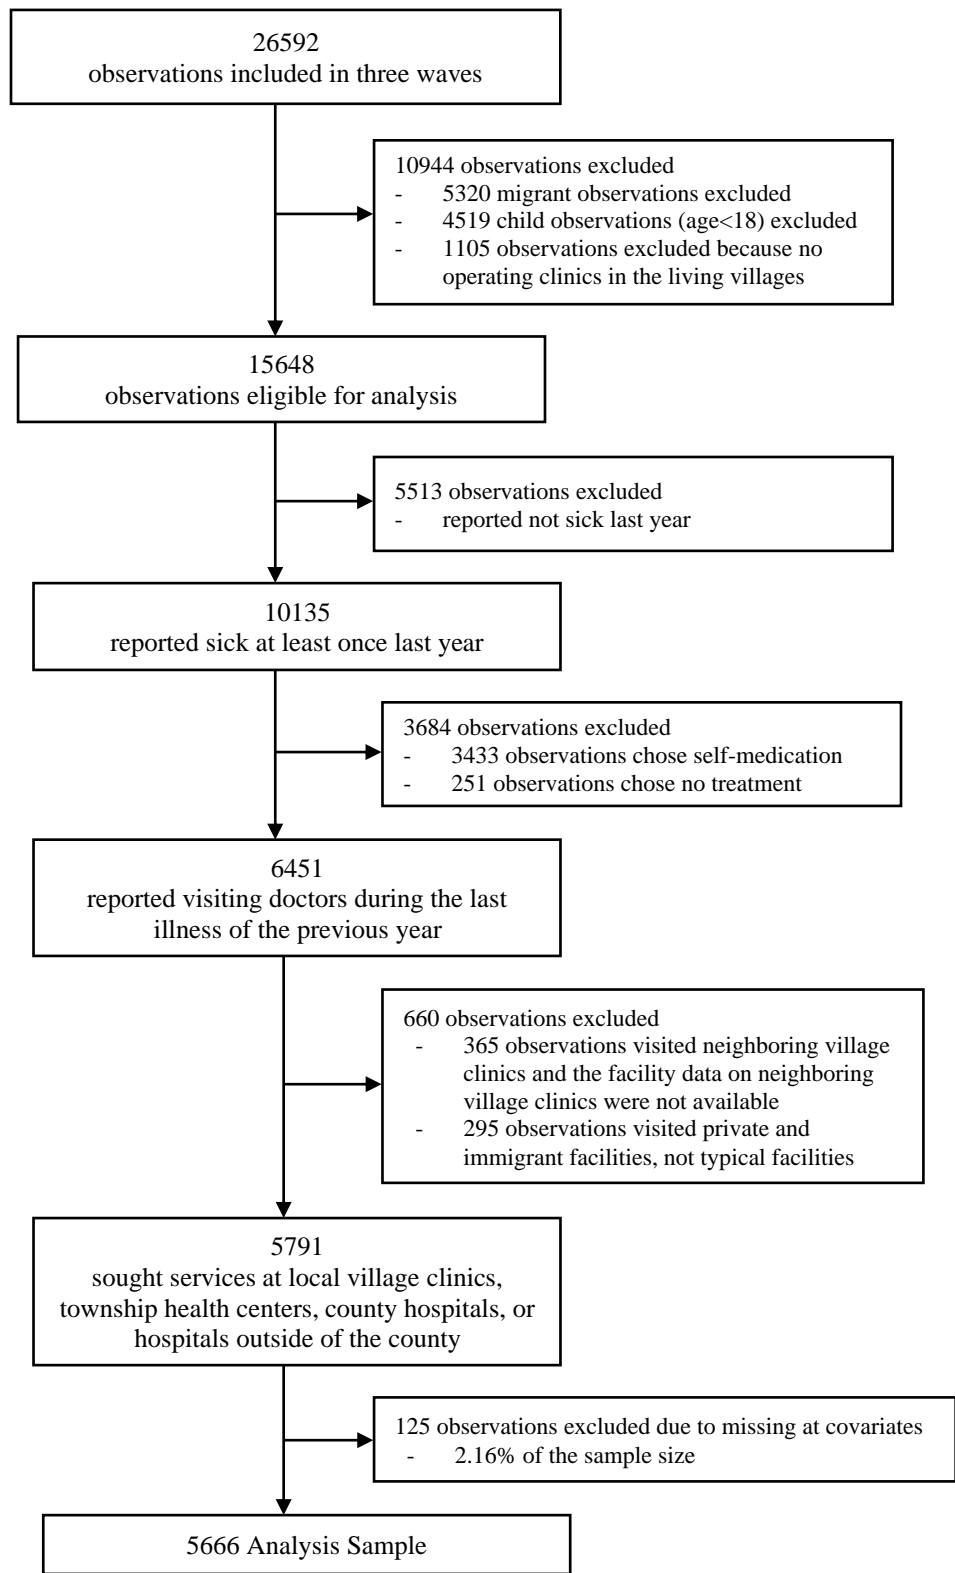 26592
observations included in three waves
10944 observations excluded
- 5320 migrant observations excluded
- 4519 child observations (age<18) excluded
- 1105 observations excluded because no
operating clinics in the living villages
15648
observations eligible for analysis
5513 observations excluded
- reported not sick last year
10135
reported sick at least once last year
3684 observations excluded
- 3433 observations chose self-medication
- 251 observations chose no treatment
6451
reported visiting doctors during the last
illness of the previous year
660 observations excluded
- 365 observations visited neighboring village
clinics and the facility data on neighboring
village clinics were not available
- 295 observations visited private and
immigrant facilities, not typical facilities
5791
sought services at local village clinics,
township health centers, county hospitals, or
hospitals outside of the county
125 observations excluded due to missing at covariates
- 2.16% of the sample size
5666 Analysis Sample